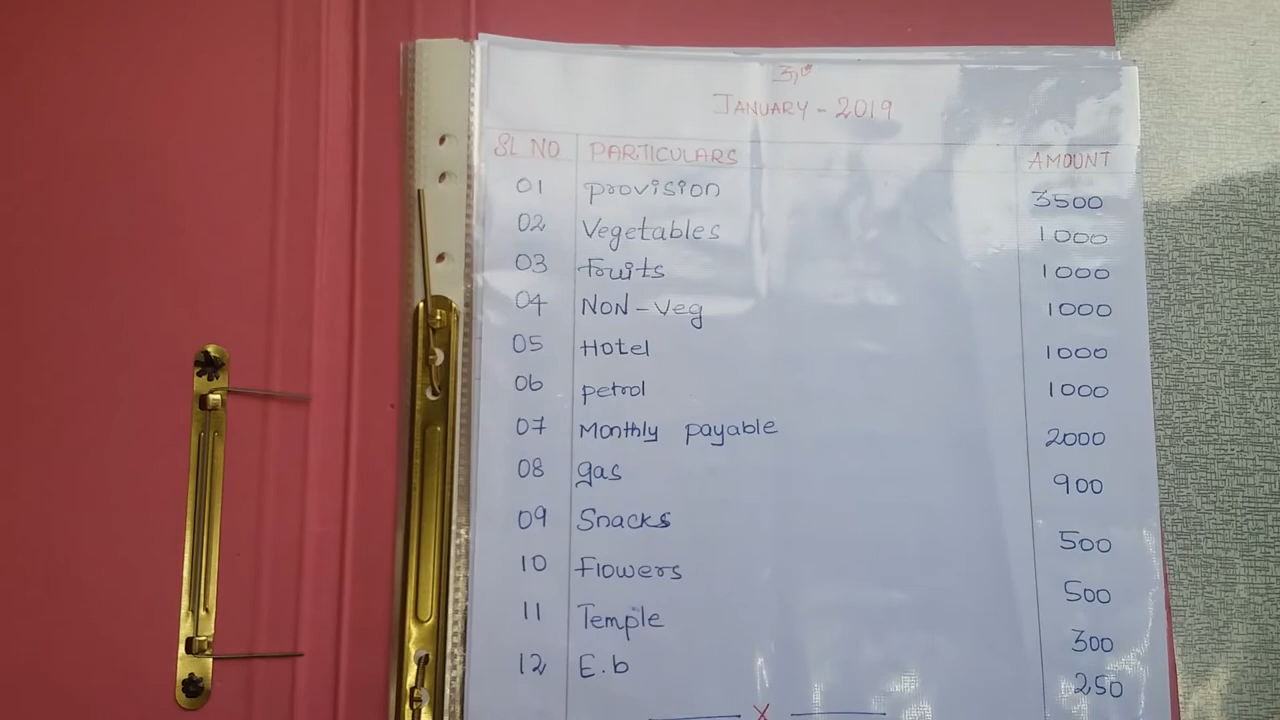 JANUARY - 2019
SL NO PARTICULARS AMOUNT
01 provision 3500
02 Vegetables 1000
03 fruits 1000
04 NON-Veg 1000
05 Hotel 1000
06 petrol 1000
07 Monthly payable 2000
08 gas 900
09 Snacks 500
10 Flowers 500
11 Temple 300
12 E.b 250
X